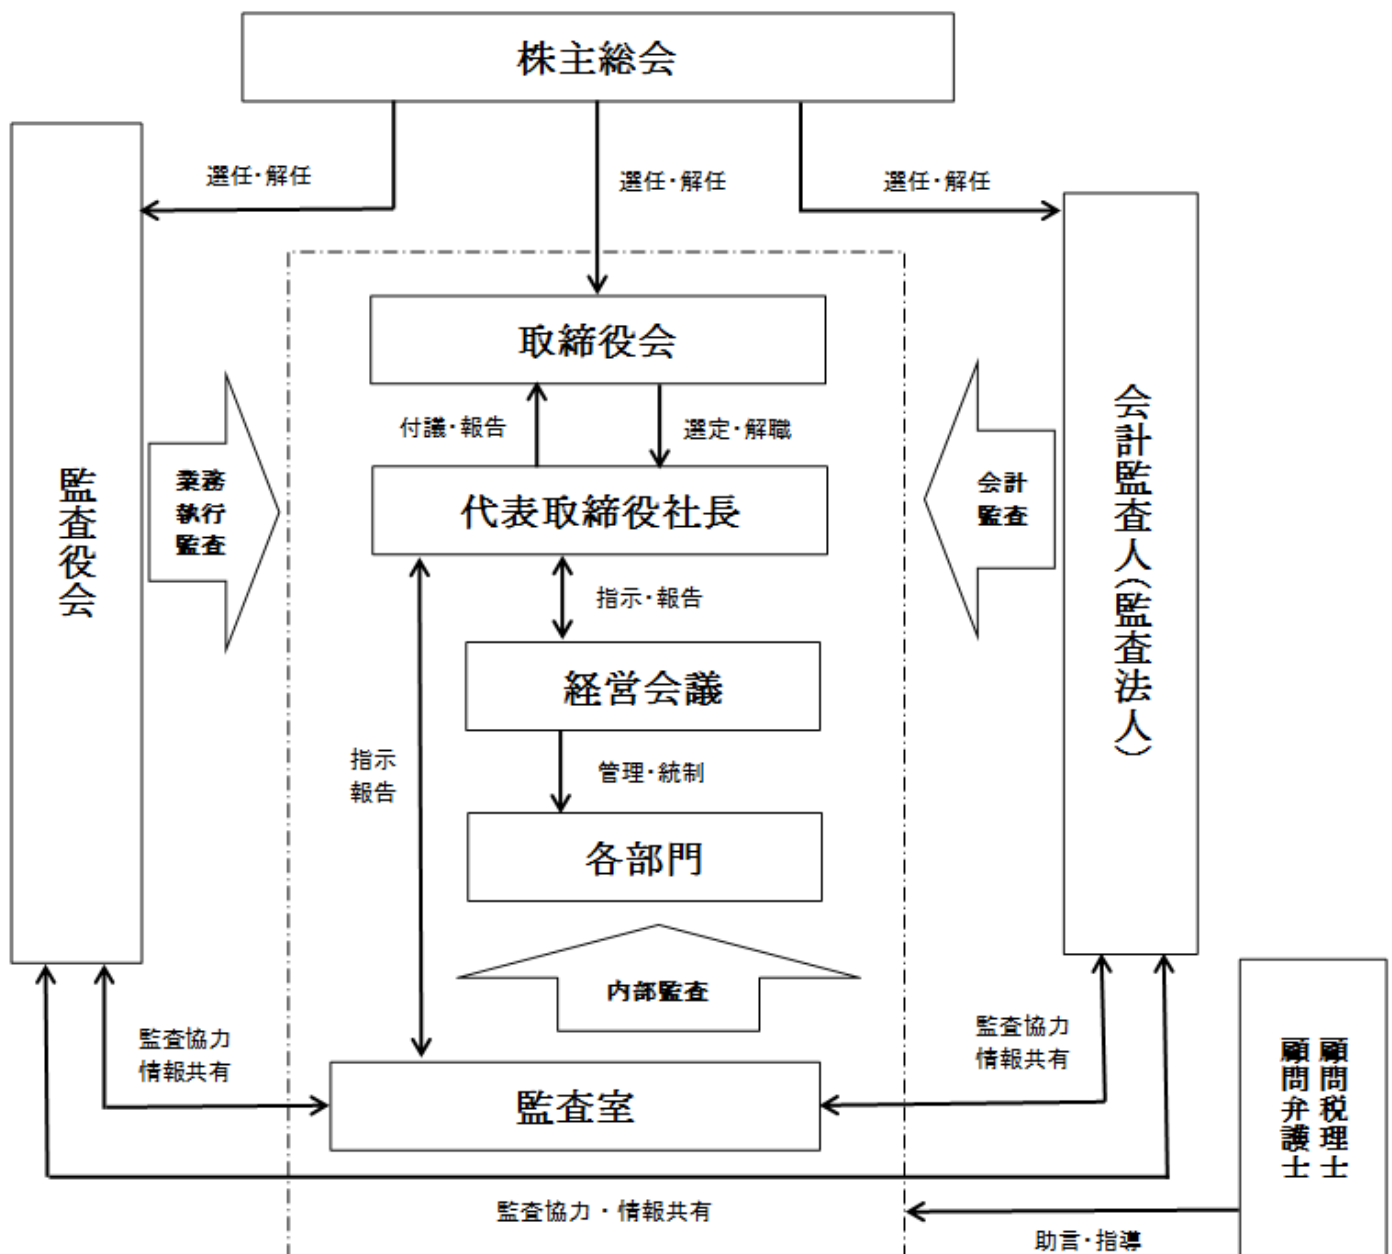 株主総会
選任・解任
選任・解任
選任・解任
取締役会
付議・報告
選定・解職
代表取締役社長
業務
執行
監査
会計
監査
監査役会
会計監査人(監査法人)
指示・報告
経営会議
管理・統制
指示
報告
各部門
内部監査
監査協力
情報共有
監査協力
情報共有
監査室
顧問税理士
顧問弁護士
監査協力・情報共有
助言・指導